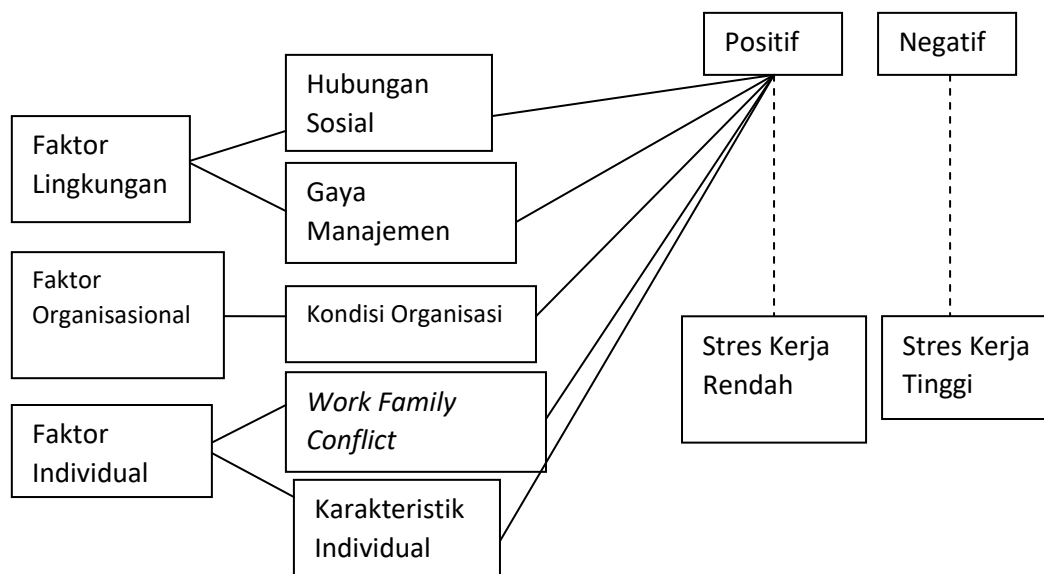 Positif
Negatif
Hubungan
Sosial
Faktor
Lingkungan
Gaya
Manajemen
Faktor
Organisasional
Kondisi Organisasi
Stres Kerja
Rendah
Stres Kerja
Tinggi
Work Family
Conflict
Faktor
Individual
Karakteristik
Individual